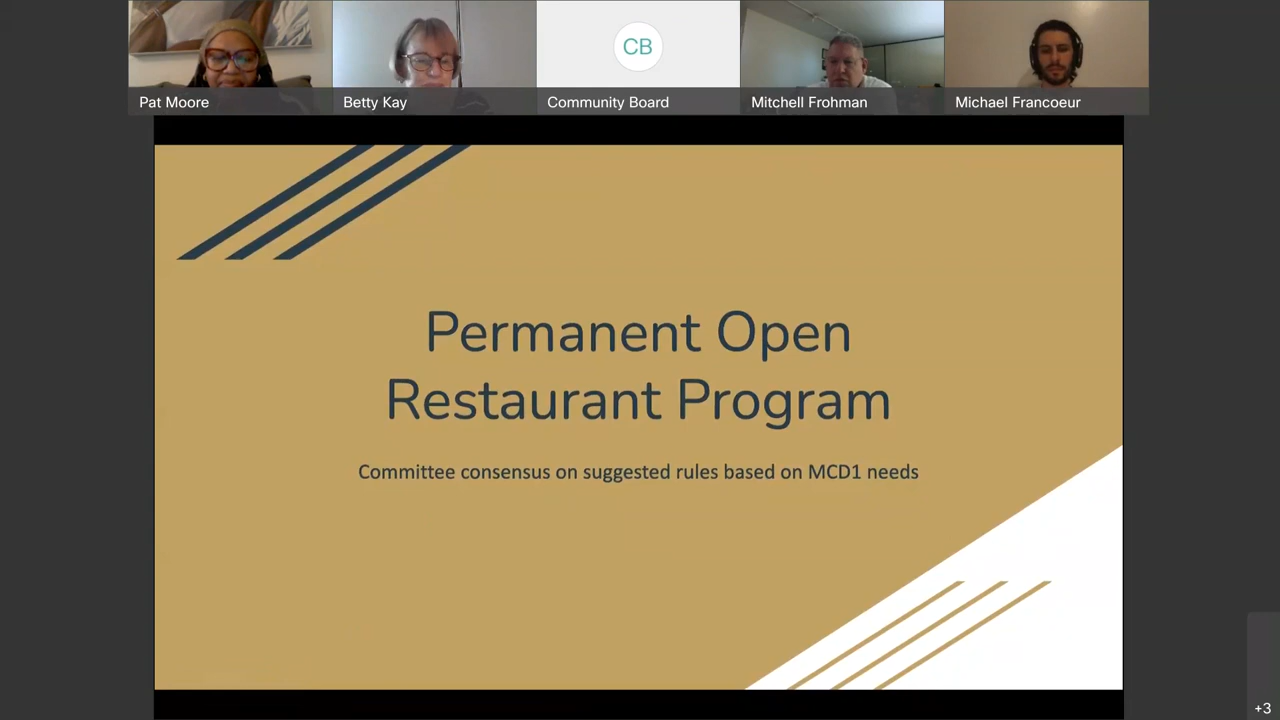 CB
Pat Moore
Betty Kay
Community Board
Mitchell Frohman
Michael Francoeur
Permanent Open
Restaurant Program
Committee consensus on suggested rules based on MCD1 needs
+3